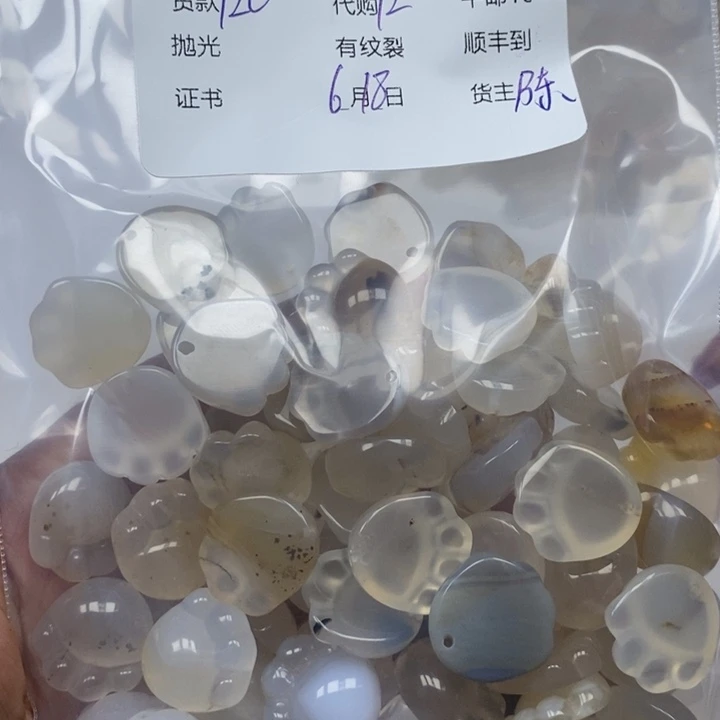 货款120 代购12
抛光 有纹裂 顺丰到
证书 6月18日 货主陈、